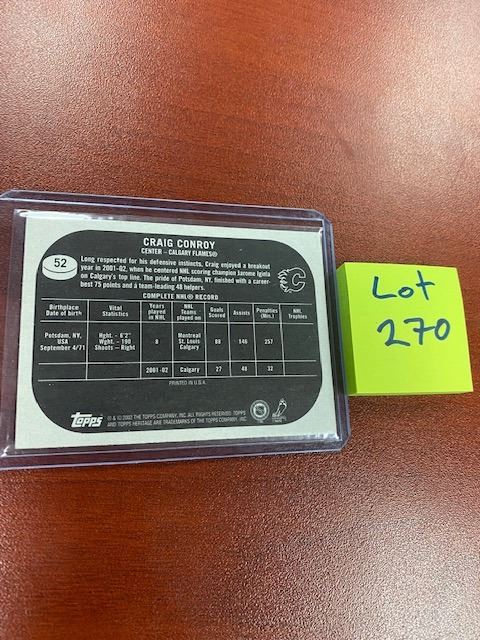 52
CRAIG CONROY
CENTER – CALGARY FLAMES®
Long respected for his defensive instincts, Craig enjoyed a breakout
year in 2001-02, when he centered NHL scoring champion Jarome Iginla
on Calgary's top line. The pride of Potsdam, NY, finished with a career-
best 75 points and a team-leading 48 helpers.
COMPLETE NHL® RECORD
Birthplace Date of birth Vital Statistics Years played in NHL NHL Teams played on Goals Scored Assists Penalties (Min.) NHL Trophies
Potsdam, NY, USA September 4/71 Hght. – 6'2" Wght. – 190 Shoots – Right 8 Montreal St. Louis Calgary 88 146 257
2001-02 Calgary 27 48 32
PRINTED IN U.S.A.
topps
® & © 2002 THE TOPPS COMPANY, INC. ALL RIGHTS RESERVED. TOPPS
AND TOPPS HERITAGE ARE TRADEMARKS OF THE TOPPS COMPANY, INC.
Lot
270